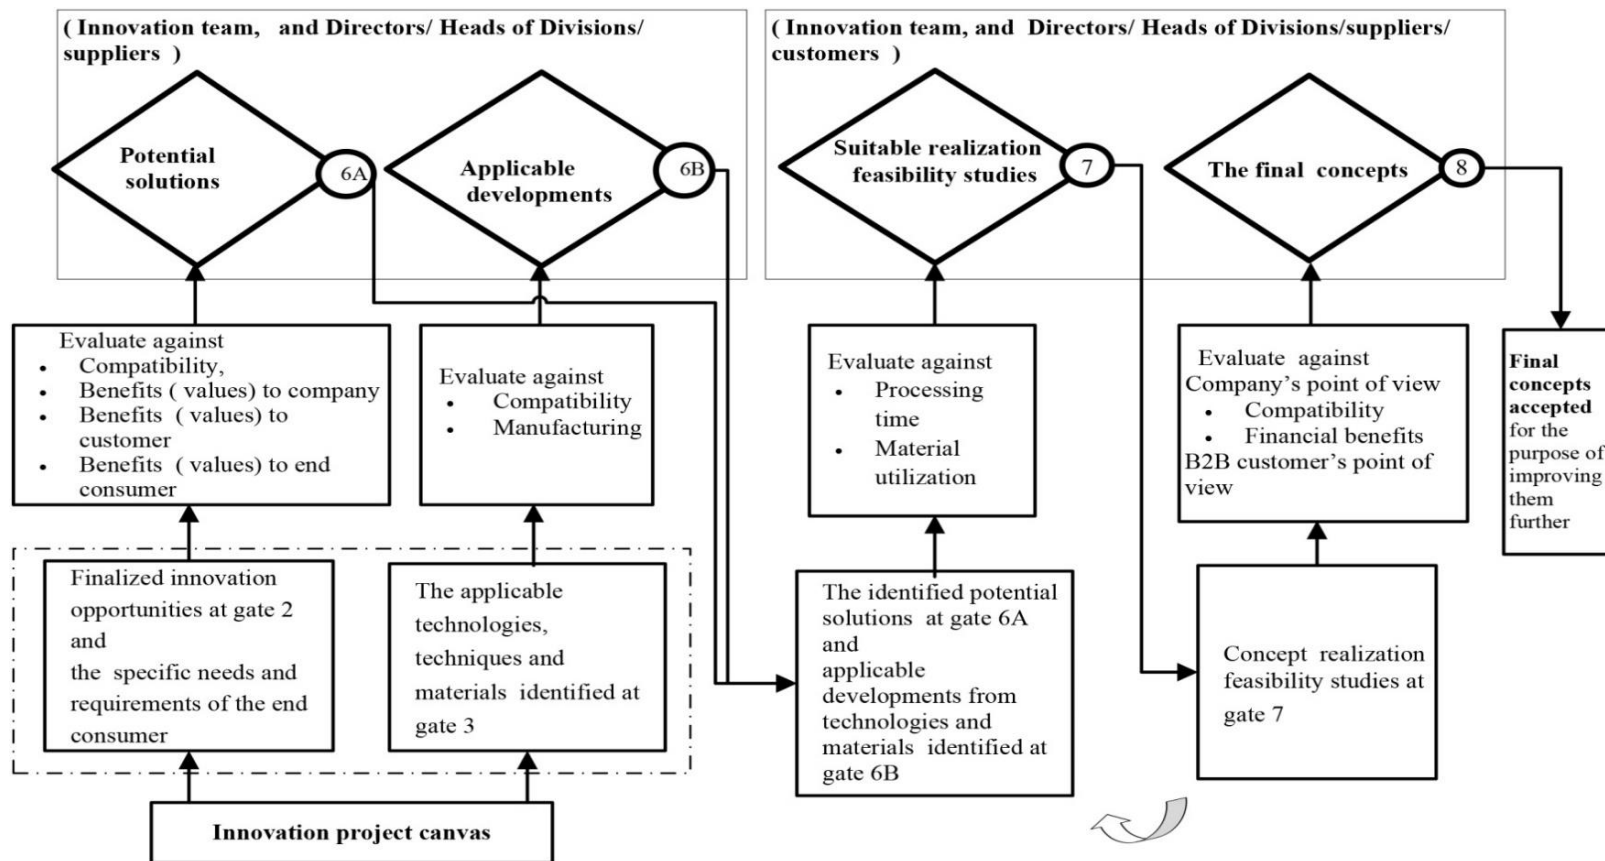 ( Innovation team, and Directors/ Heads of Divisions/
suppliers )
Potential
solutions
6A
Applicable
developments
6B
( Innovation team, and Directors/ Heads of Divisions/suppliers/
customers )
Suitable realization
feasibility studies
7
The final concepts
8
Evaluate against
• Compatibility,
• Benefits ( values) to company
• Benefits ( values) to
customer
• Benefits ( values) to end
consumer
Evaluate against
• Compatibility
• Manufacturing
Evaluate against
• Processing
time
• Material
utilization
Evaluate against
Company's point of view
• Compatibility
• Financial benefits
B2B customer's point of
view
Final
concepts
accepted
for the
purpose of
improving
them
further
Finalized innovation
opportunities at gate 2
and
the specific needs and
requirements of the end
consumer
The applicable
technologies,
techniques and
materials identified at
gate 3
The identified potential
solutions at gate 6A
and
applicable
developments from
technologies and
materials identified at
gate 6B
Concept realization
feasibility studies at
gate 7
Innovation project canvas